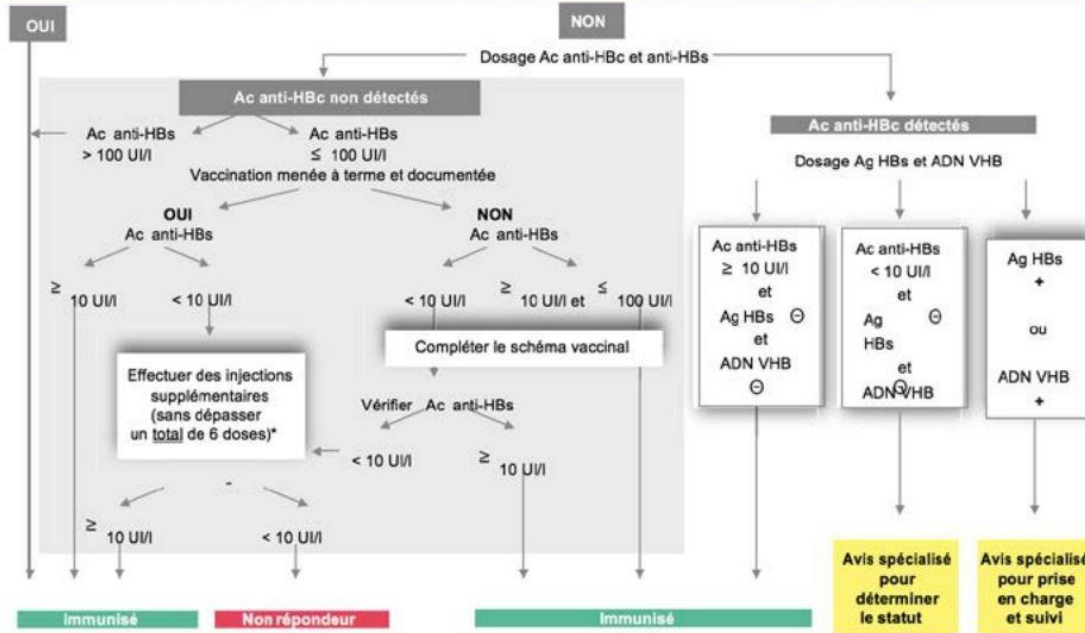 OUI
NON
Dosage Ac anti-HBc et anti-HBs
Ac anti-HBc non détectés
Ac anti-HBs
> 100 UI/l
Ac anti-HBs
≤ 100 UI/l
Vaccination menée à terme et documentée
OUI
Ac anti-HBs
NON
Ac anti-HBs
≥ 10 UI/l
< 10 UI/l
< 10 UI/l
≥ 10 UI/l et ≤ 100 UI/l
Effectuer des injections
supplémentaires
(sans dépasser
un total de 6 doses)*
Compléter le schéma vaccinal
Vérifier Ac anti-HBs
< 10 UI/l
≥ 10 UI/l
-
≥ 10 UI/l
< 10 UI/l
Ac anti-HBc détectés
Dosage Ag HBs et ADN VHB
Ac anti-HBs
≥ 10 UI/l
et
Ag HBs ⊖
et
ADN VHB
⊖
Ac anti-HBs
< 10 UI/l
et
Ag ⊖
HBs
et
ADN VHB
⊖
Ag HBs
+
ou
ADN VHB
+
Immunisé
Non répondeur
Immunisé
Avis spécialisé
pour
déterminer
le statut
Avis spécialisé
pour prise
en charge
et suivi